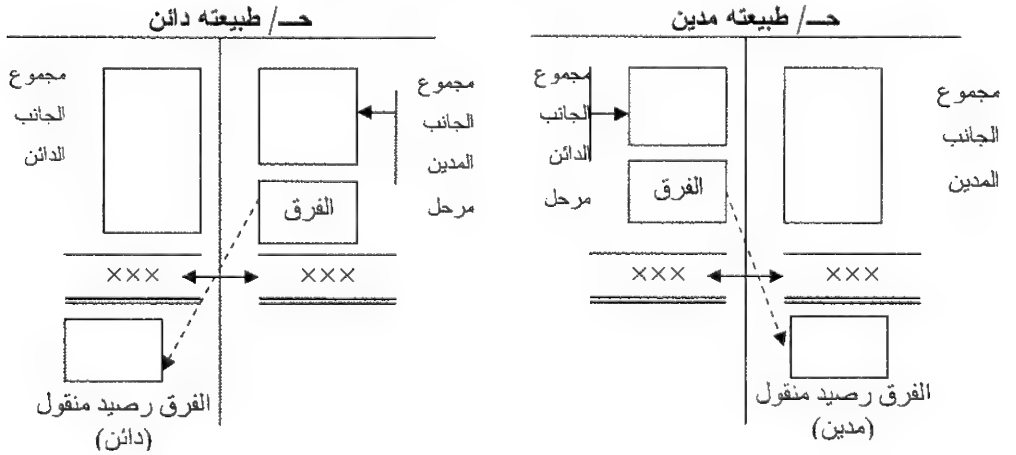 حـ/ طبيعته مدين
مجموع
الجانب
المدين
مجموع
الجانب
الدائن
الفرق
مرحل
×××
×××
الفرق رصيد منقول
(مدين)
حـ/ طبيعته دائن
مجموع
الجانب
المدين
الفرق
مرحل
مجموع
الجانب
الدائن
×××
×××
الفرق رصيد منقول
(دائن)